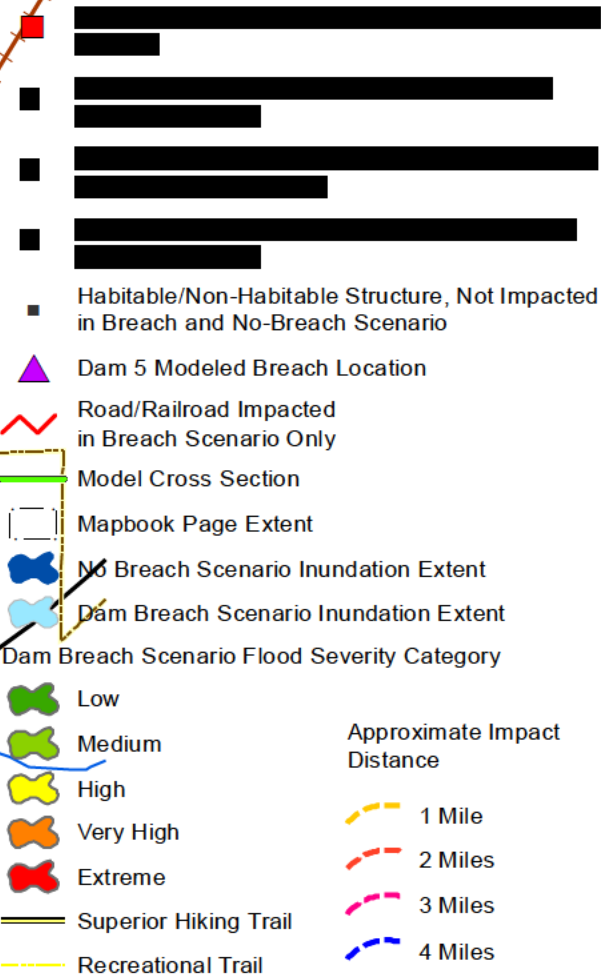 Habitable/Non-Habitable Structure, Not Impacted
in Breach and No-Breach Scenario
Dam 5 Modeled Breach Location
Road/Railroad Impacted
in Breach Scenario Only
Model Cross Section
Mapbook Page Extent
No Breach Scenario Inundation Extent
Dam Breach Scenario Inundation Extent
Dam Breach Scenario Flood Severity Category
Low
Medium
High
Very High
Extreme
Superior Hiking Trail
Recreational Trail
Approximate Impact
Distance
1 Mile
2 Miles
3 Miles
4 Miles